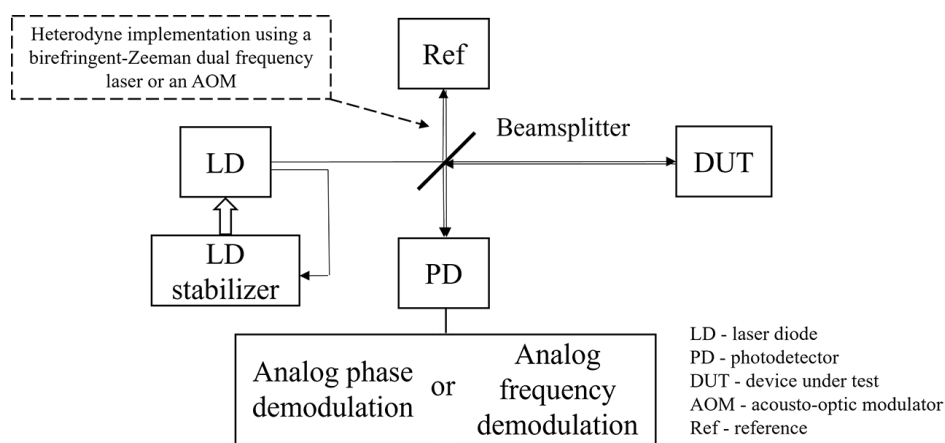 Heterodyne implementation using a
birefringent-Zeeman dual frequency
laser or an AOM
Ref
Beamsplitter
LD
DUT
LD
stabilizer
PD
Analog phase
demodulation
or
Analog
frequency
demodulation
LD - laser diode
PD - photodetector
DUT - device under test
AOM - acousto-optic modulator
Ref - reference